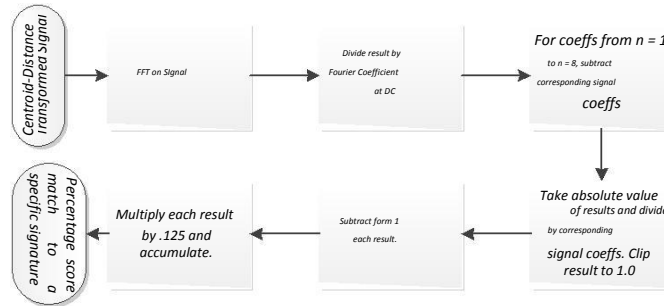 Centroid-Distance
Transformed Signal
FFT on SIgnal
Divide result by
Fourier Coefficient
at DC
For coeffs from n = 1
to n = 8, subtract
corresponding signal
coeffs
Take absolute value
of results and divide
by corresponding
signal coeffs. Clip
result to 1.0
Subtract form 1
each result.
Multiply each result
by .125 and
accumulate.
Percentage score
match to a
specific signature